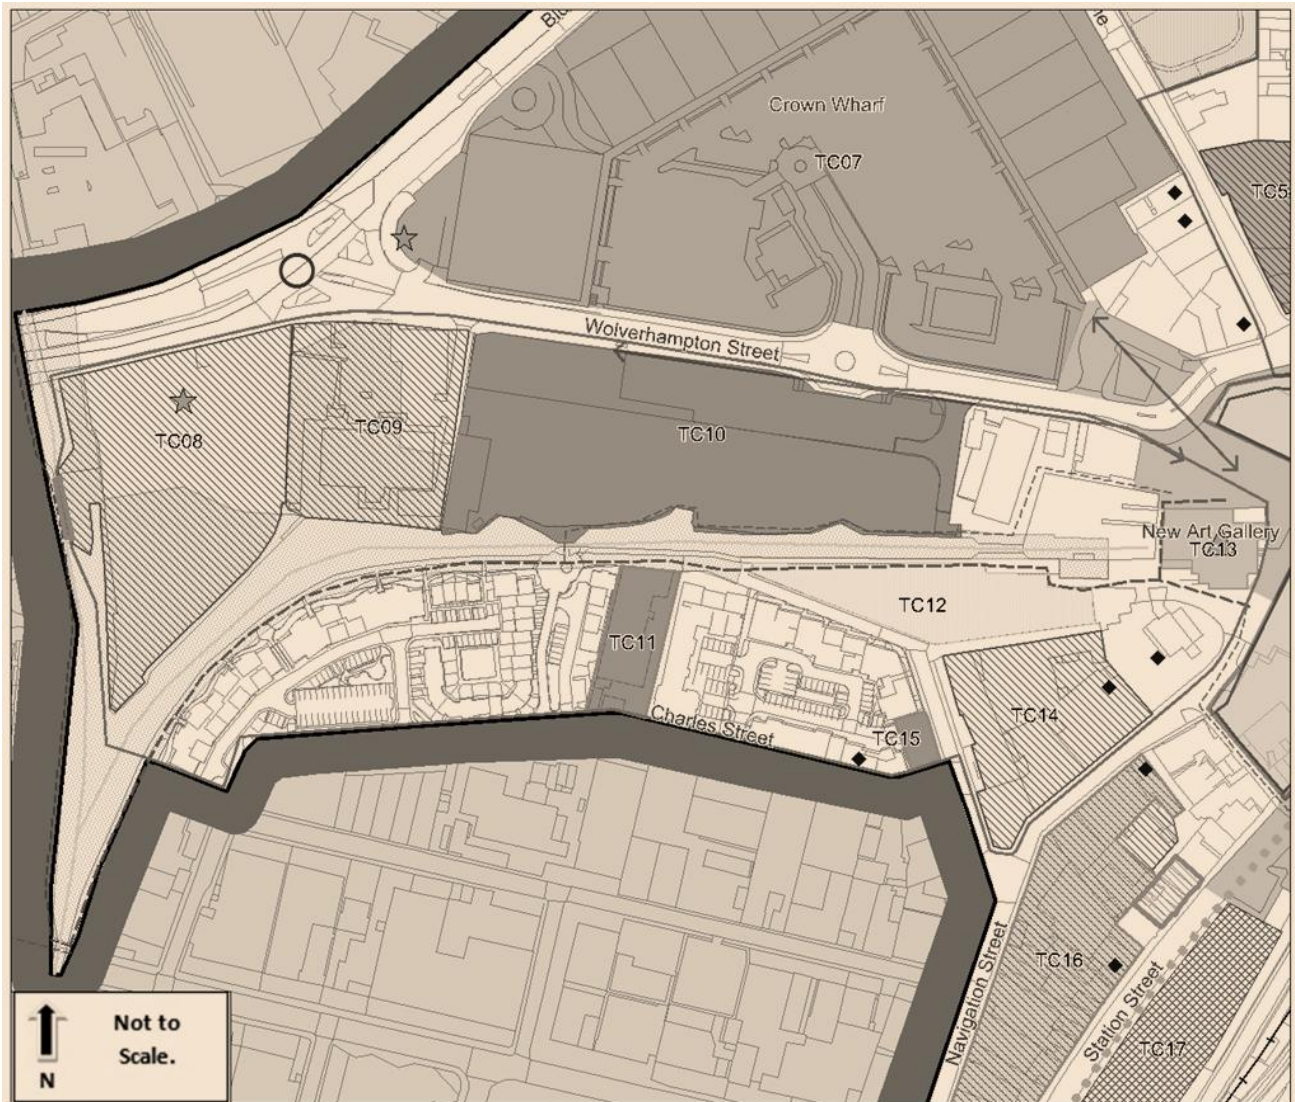 Crown Wharf
TC07
TC5
Wolverhampton Street
TC08
TC09
TC10
New Art Gallery
TC13
TC12
TC11
TC14
Charles Street
TC15
TC16
Navigation Street
Station Street
TC17
Not to
Scale.
N